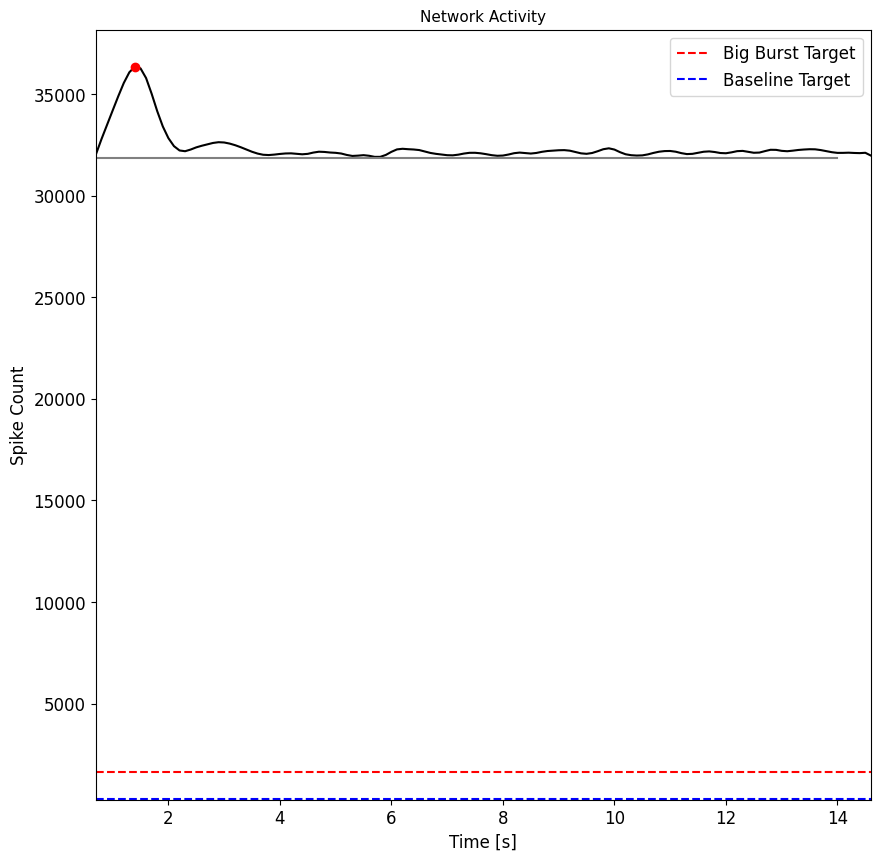 Network Activity
Big Burst Target
Baseline Target
35000
30000
25000
20000
15000
10000
5000
Spike Count
2 4 6 8 10 12 14
Time [s]